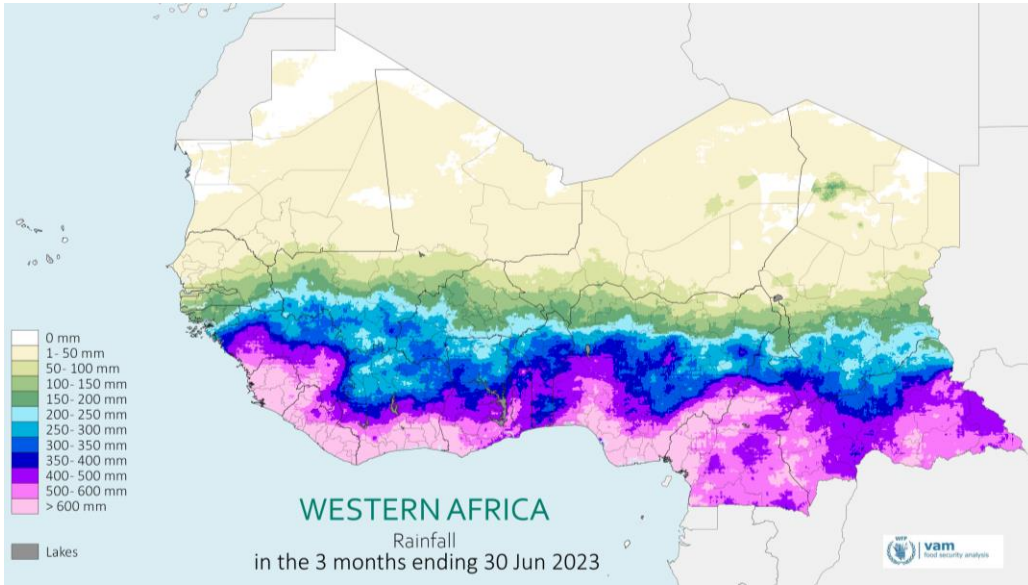 0 mm
1- 50 mm
50- 100 mm
100- 150 mm
150- 200 mm
200- 250 mm
250- 300 mm
300- 350 mm
350- 400 mm
400- 500 mm
500- 600 mm
> 600 mm
Lakes
WESTERN AFRICA
Rainfall
in the 3 months ending 30 Jun 2023
WFP
vam
food security analysis